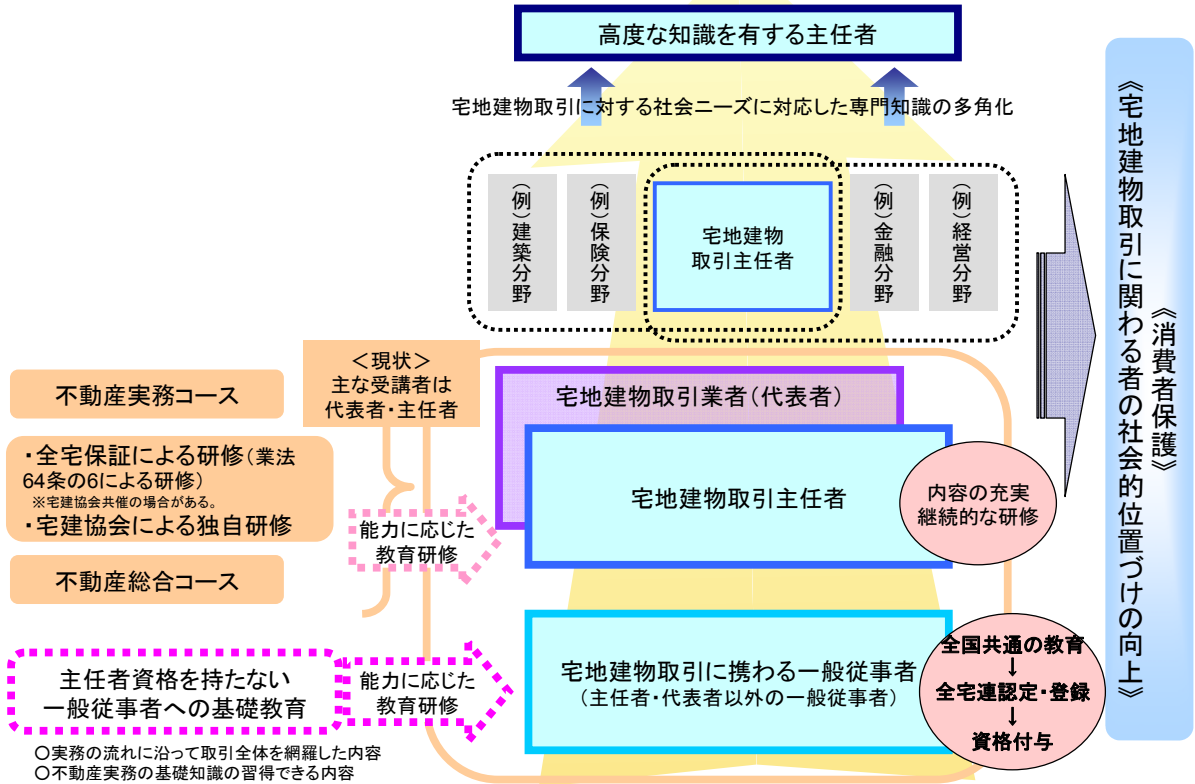 高度な知識を有する主任者
宅地建物取引に対する社会ニーズに対応した専門知識の多角化
(例)建築分野
(例)保険分野
宅地建物
取引主任者
(例)金融分野
(例)経営分野
《消費者保護》
《宅地建物取引に関わる者の社会的位置づけの向上》
<現状>
主な受講者は
代表者・主任者
不動産実務コース
・全宅保証による研修(業法
64条の6による研修)
※宅建協会共催の場合がある。
・宅建協会による独自研修
不動産総合コース
能力に応じた
教育研修
宅地建物取引業者(代表者)
宅地建物取引主任者
内容の充実
継続的な研修
主任者資格を持たない
一般従事者への基礎教育
能力に応じた
教育研修
宅地建物取引に携わる一般従事者
(主任者・代表者以外の一般従事者)
全国共通の教育
↓
全宅連認定・登録
↓
資格付与
○実務の流れに沿って取引全体を網羅した内容
○不動産実務の基礎知識の習得できる内容